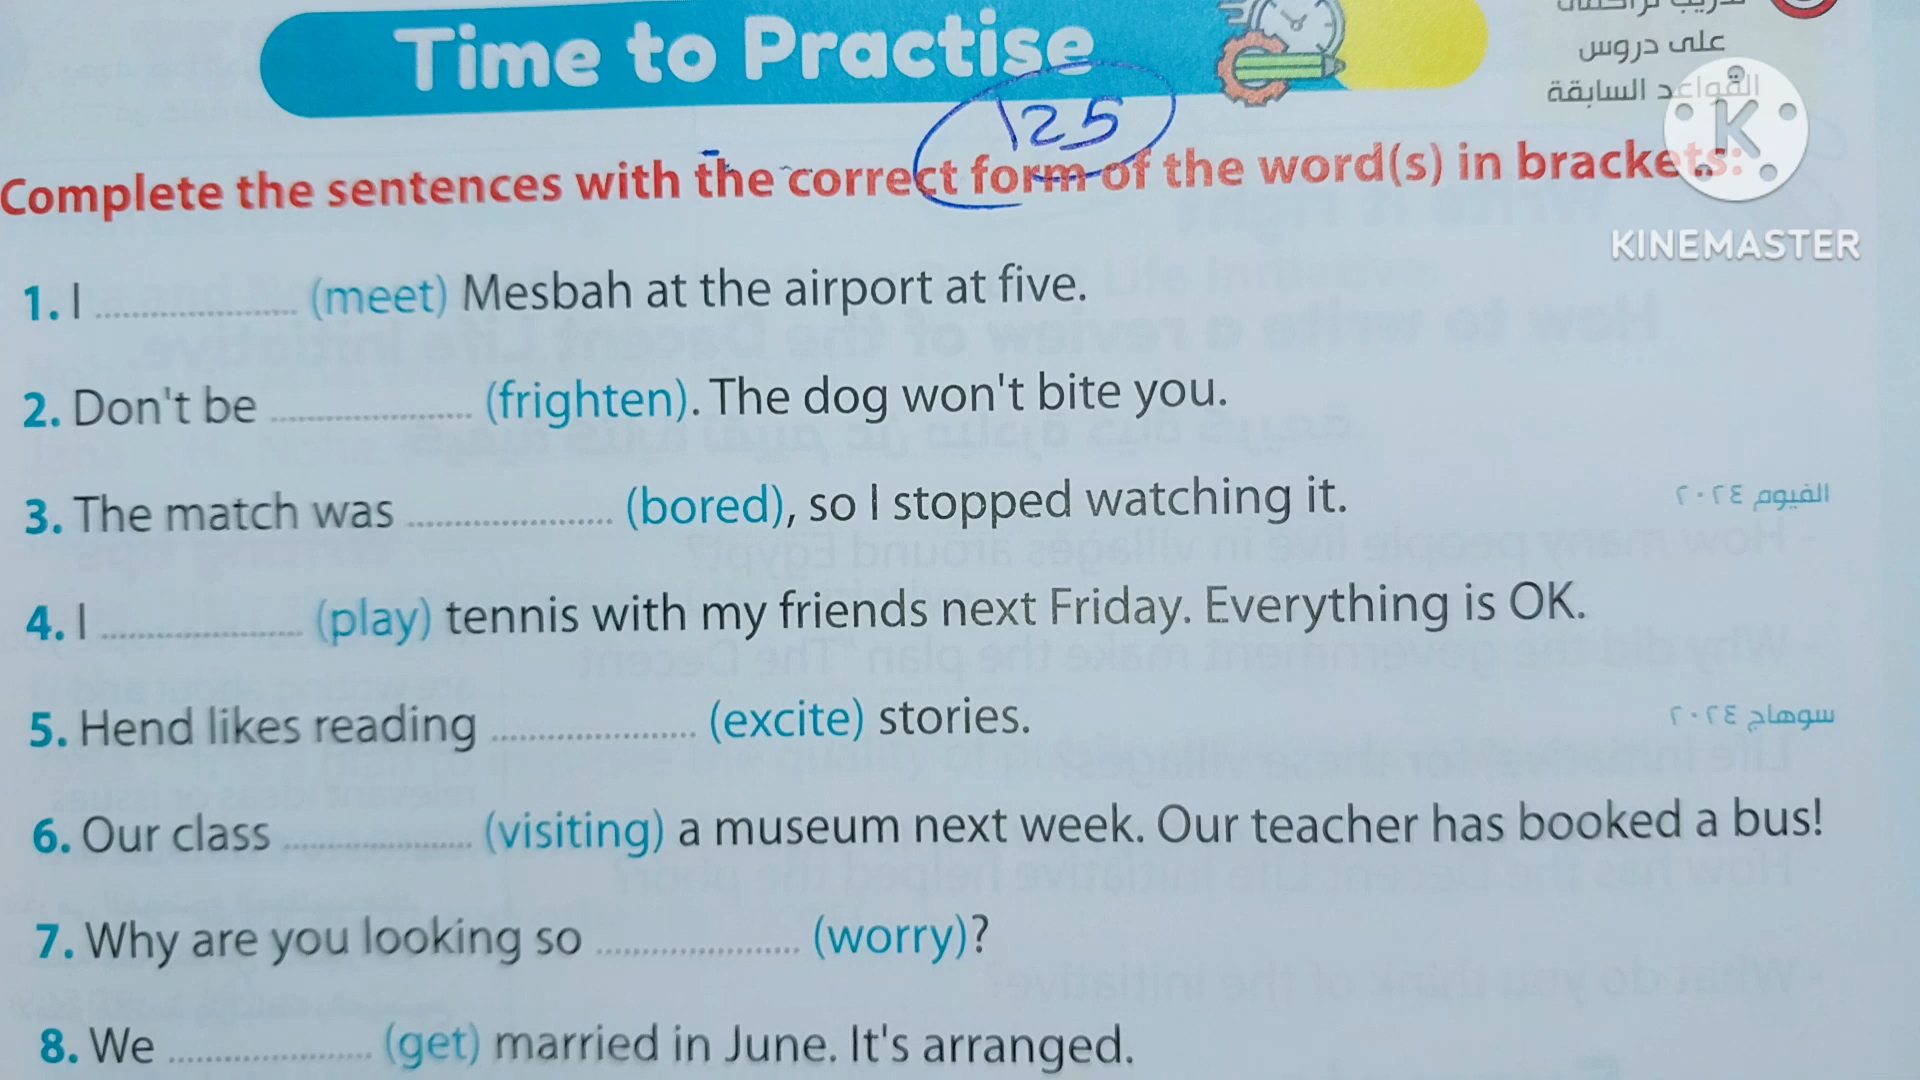 Time to Practise
على دروس
القواعد السابقة
125
Complete the sentences with the correct form of the word(s) in brackets:
K
KINEMASTER
1. I .................... (meet) Mesbah at the airport at five.
2. Don't be .................... (frighten). The dog won't bite you.
3. The match was .................... (bored), so I stopped watching it. الفيوم ٢٠٢٤
4. I .................... (play) tennis with my friends next Friday. Everything is OK.
5. Hend likes reading .................... (excite) stories. سوهاج ٢٠٢٤
6. Our class .................... (visiting) a museum next week. Our teacher has booked a bus!
7. Why are you looking so .................... (worry)?
8. We .................... (get) married in June. It's arranged.